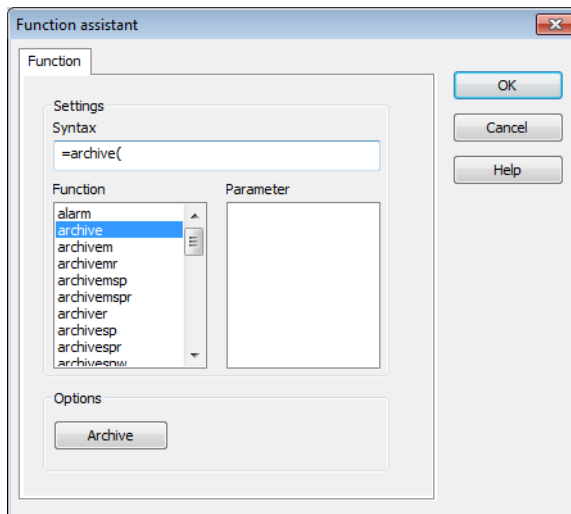 Function assistant
Function
OK
Cancel
Help
Settings
Syntax
=archive(
Function
Parameter
alarm
archive
archivem
archivemr
archivemsp
archivemspr
archiver
archivesp
archivespr
archivespw
Options
Archive